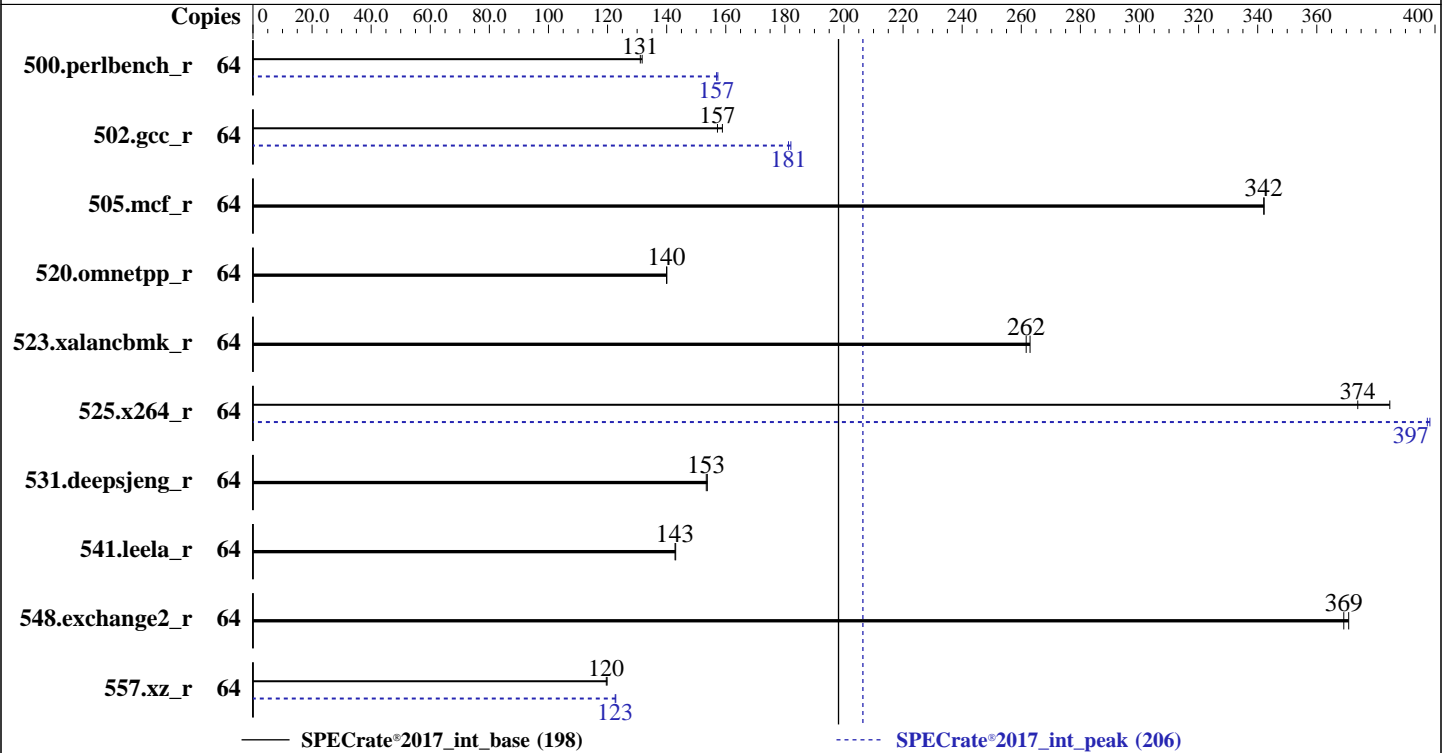 Copies 0 20.0 40.0 60.0 80.0 100 120 140 160 180 200 220 240 260 280 300 320 340 360 400
500.perlbench_r 64 131
157
502.gcc_r 64 157
181
505.mcf_r 64 342
520.omnetpp_r 64 140
523.xalancbmk_r 64 262
525.x264_r 64 374
397
531.deepsjeng_r 64 153
541.leela_r 64 143
548.exchange2_r 64 369
557.xz_r 64 120
123
SPECrate®2017_int_base (198) SPECrate®2017_int_peak (206)